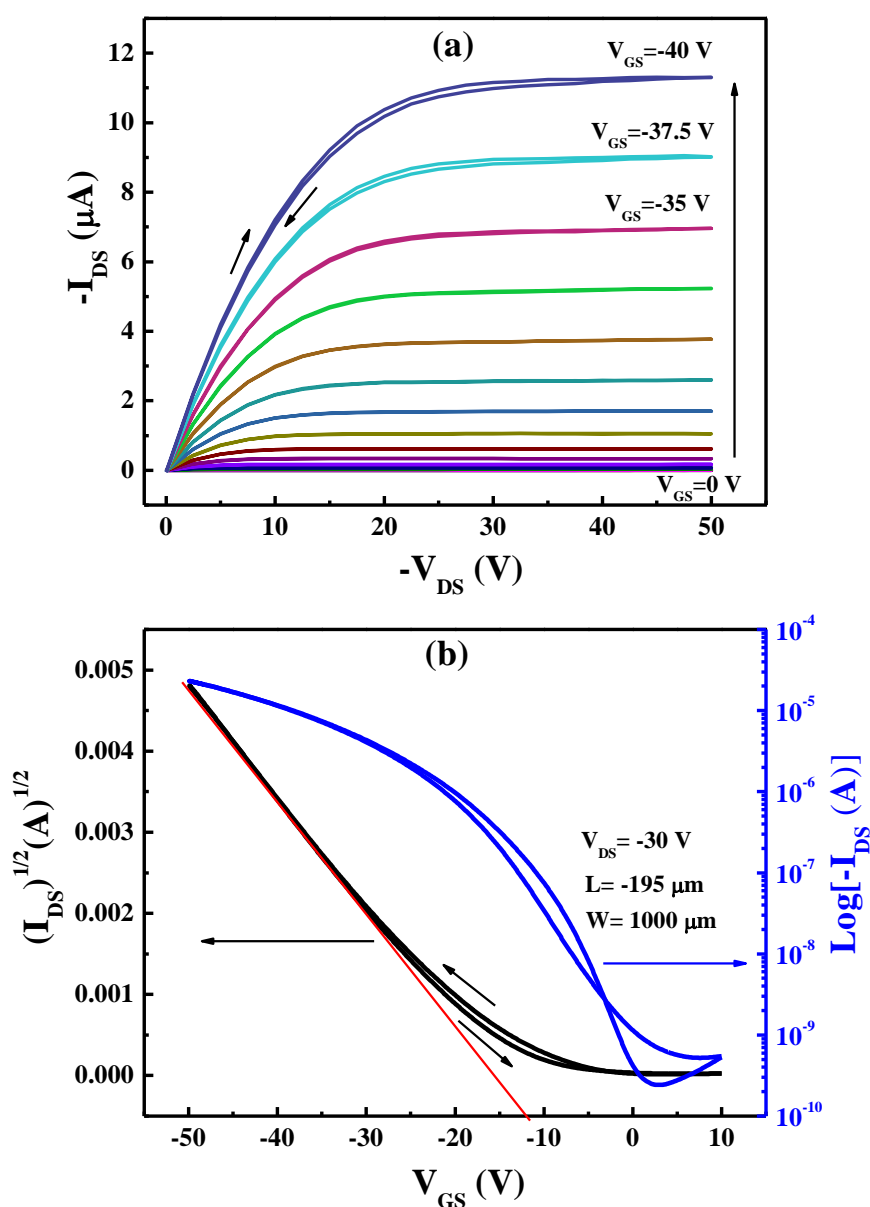 (a)
V_GS=-40 V
V_GS=-37.5 V
V_GS=-35 V
V_GS=0 V
12
10
8
6
4
2
0
-I_DS (μA)
0 10 20 30 40 50
-V_DS (V)
(b)
0.005
0.004
0.003
0.002
0.001
0.000
(I_DS)^1/2(A)^1/2
V_DS= -30 V
L= -195 μm
W= 1000 μm
10^-4
10^-5
10^-6
10^-7
10^-8
10^-9
10^-10
Log[-I_DS (A)]
-50 -40 -30 -20 -10 0 10
V_GS (V)